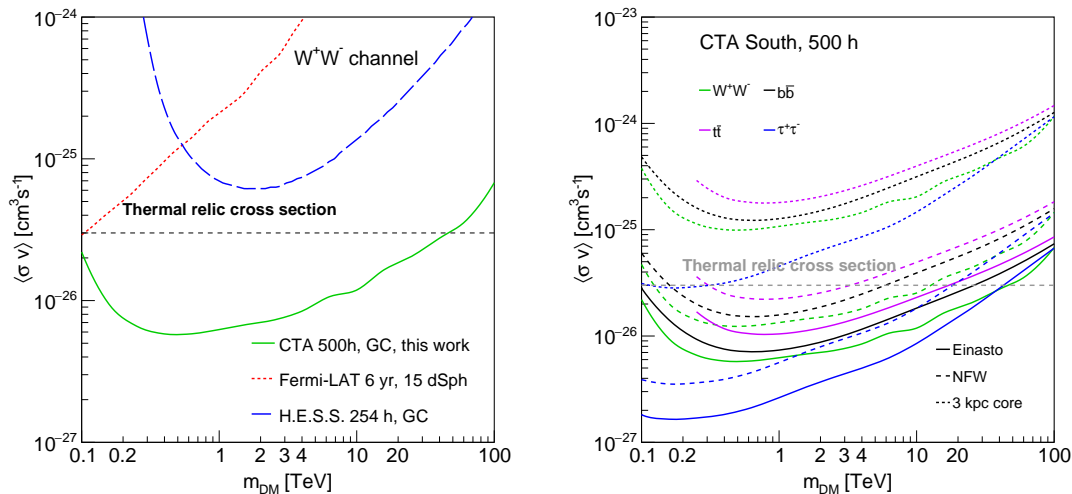 10⁻²⁴
10⁻²⁵
10⁻²⁶
10⁻²⁷
⟨σ v⟩ [cm³s⁻¹]
W⁺W⁻ channel
Thermal relic cross section
CTA 500h, GC, this work
Fermi-LAT 6 yr, 15 dSph
H.E.S.S. 254 h, GC
0.1 0.2 1 2 3 4 10 20 100
m_DM [TeV]
10⁻²³
10⁻²⁴
10⁻²⁵
10⁻²⁶
10⁻²⁷
⟨σ v⟩ [cm³s⁻¹]
CTA South, 500 h
W⁺W⁻ bb̄
tt̄ τ⁺τ⁻
Thermal relic cross section
Einasto
NFW
3 kpc core
0.1 0.2 1 2 3 4 10 20 100
m_DM [TeV]